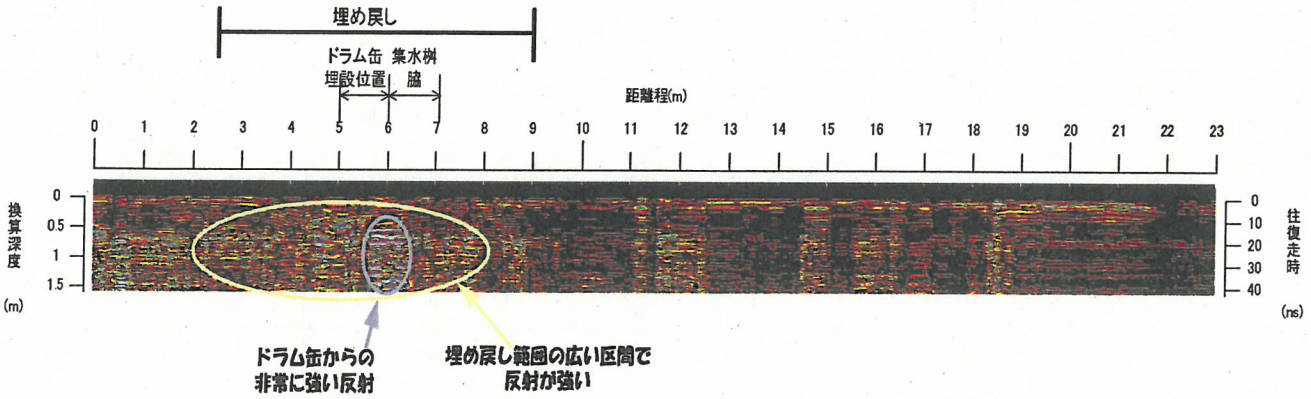 埋め戻し
ドラム缶 集水桝
埋設位置 脇
距離程(m)
0 1 2 3 4 5 6 7 8 9 10 11 12 13 14 15 16 17 18 19 20 21 22 23
換算深度
(m)
0
0.5
1
1.5
0
10
20
30
40
往復走時
(ns)
ドラム缶からの
非常に強い反射
埋め戻し範囲の広い区間で
反射が強い